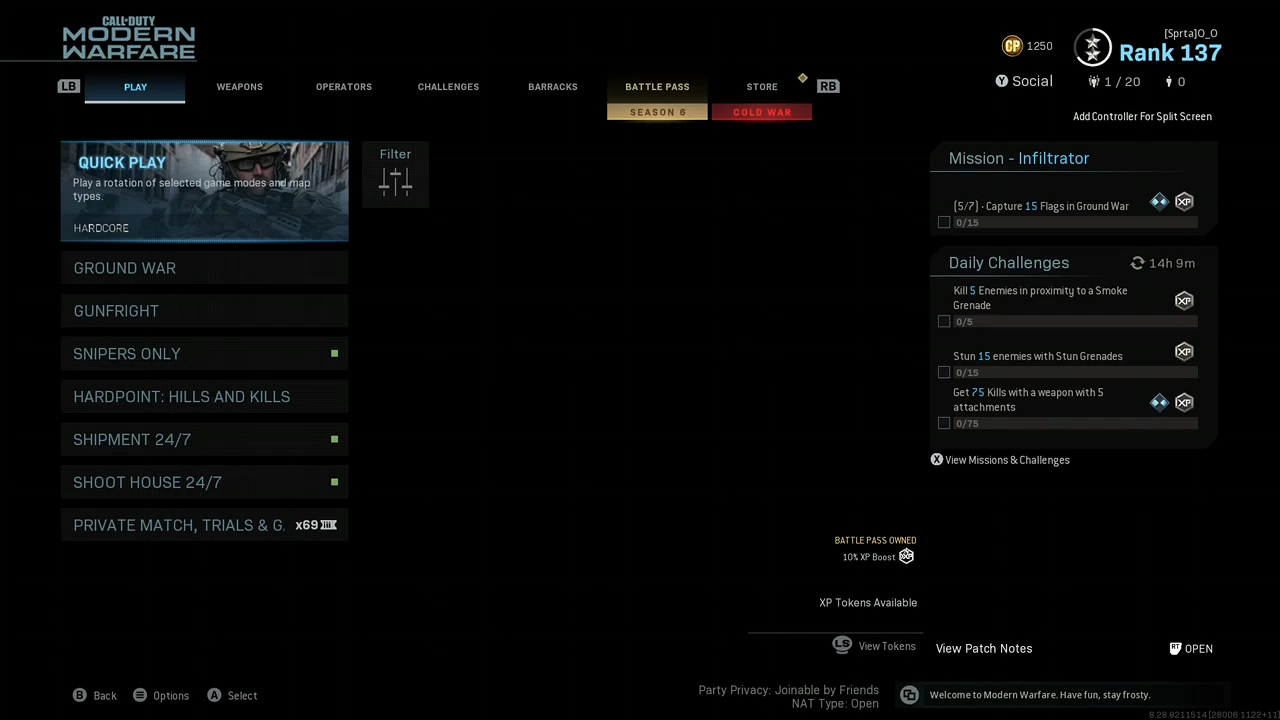 CALL OF DUTY
MODERN
WARFARE
CP 1250
[Sprta]O_O
Rank 137
Y Social
1 / 20
0
Add Controller For Split Screen
LB
PLAY
WEAPONS
OPERATORS
CHALLENGES
BARRACKS
BATTLE PASS
STORE
RB
SEASON 6
COLD WAR
QUICK PLAY
Play a rotation of selected game modes and map
types.
HARDCORE
Filter
GROUND WAR
GUNFRIGHT
SNIPERS ONLY
HARDPOINT: HILLS AND KILLS
SHIPMENT 24/7
SHOOT HOUSE 24/7
PRIVATE MATCH, TRIALS & G. x69
Mission - Infiltrator
(5/7) - Capture 15 Flags in Ground War
XP
0/15
Daily Challenges
14h 9m
Kill 5 Enemies in proximity to a Smoke
Grenade
XP
0/5
Stun 15 enemies with Stun Grenades
XP
0/15
Get 75 Kills with a weapon with 5
attachments
XP
0/75
X View Missions & Challenges
BATTLE PASS OWNED
10% XP Boost
XP Tokens Available
LS View Tokens
View Patch Notes
RT OPEN
B Back
Options
A Select
Party Privacy: Joinable by Friends
NAT Type: Open
Welcome to Modern Warfare. Have fun, stay frosty.